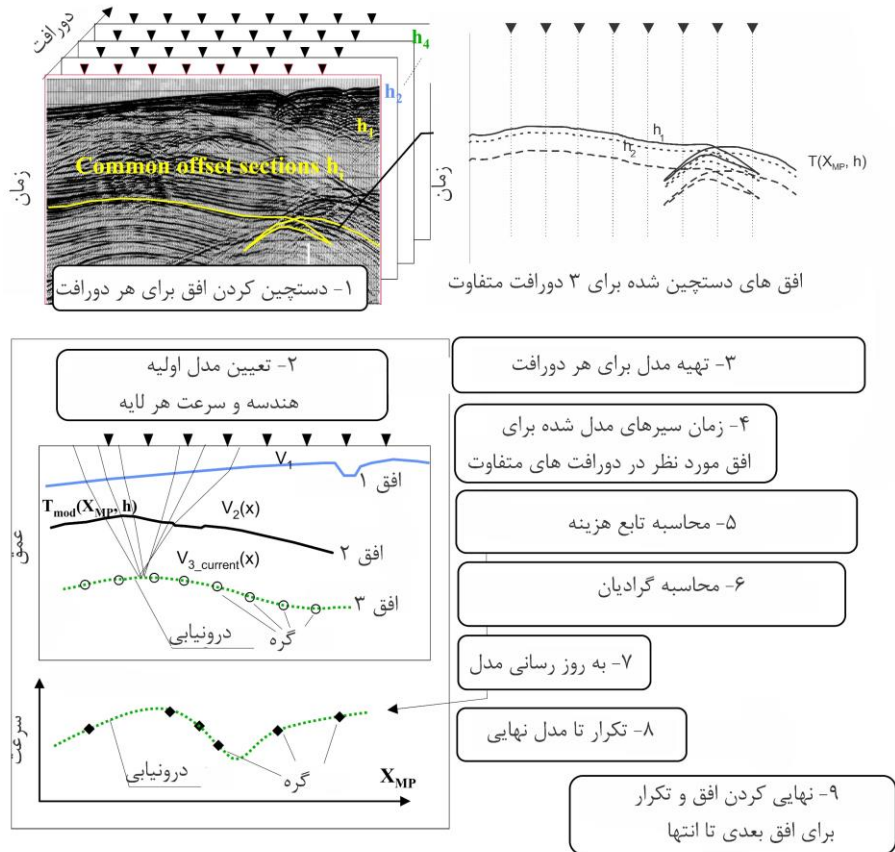 دورافت
h4
h2
h1
Common offset sections hi
زمان
۱- دستچین کردن افق برای هر دورافت
زمان
h1
h2
T(XMP, h)
افق های دستچین شده برای ۳ دورافت متفاوت
۲- تعیین مدل اولیه
هندسه و سرعت هر لایه
V1
افق ۱
Tmod(XMP, h)
V2(x)
افق ۲
V3_current(x)
افق ۳
عمق
درونیابی
گره
سرعت
درونیابی
گره
XMP
۳- تهیه مدل برای هر دورافت
۴- زمان سیرهای مدل شده برای
افق مورد نظر در دورافت های متفاوت
۵- محاسبه تابع هزینه
۶- محاسبه گرادیان
۷- به روز رسانی مدل
۸- تکرار تا مدل نهایی
۹- نهایی کردن افق و تکرار
برای افق بعدی تا انتها